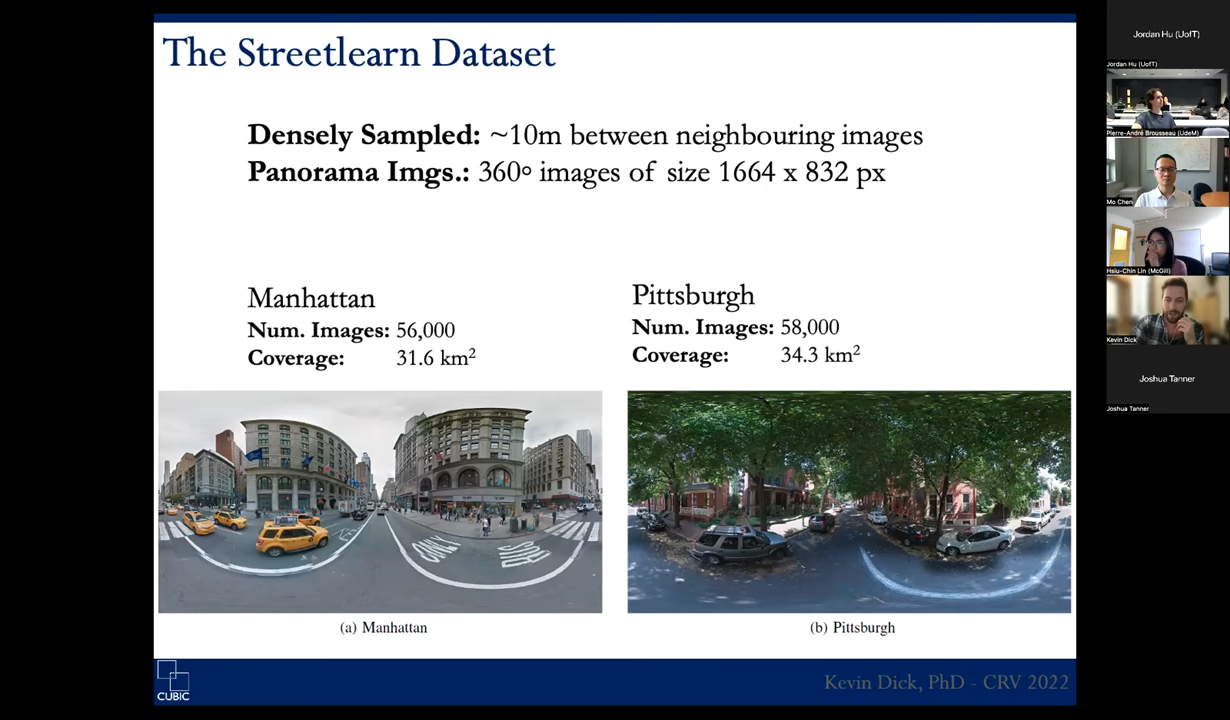 The Streetlearn Dataset
Densely Sampled: ~10m between neighbouring images
Panorama Imgs.: 360° images of size 1664 x 832 px
Manhattan
Num. Images: 56,000
Coverage: 31.6 km²
Pittsburgh
Num. Images: 58,000
Coverage: 34.3 km²
ONLY
BUS
(a) Manhattan
(b) Pittsburgh
CUBIC
Kevin Dick, PhD - CRV 2022
Jordan Hu (UofT)
Jordan Hu (UofT)
Pierre-André Brousseau (UdeM)
Mo Chen
Hsiu-Chin Lin (McGill)
Kevin Dick
Joshua Tanner
Joshua Tanner